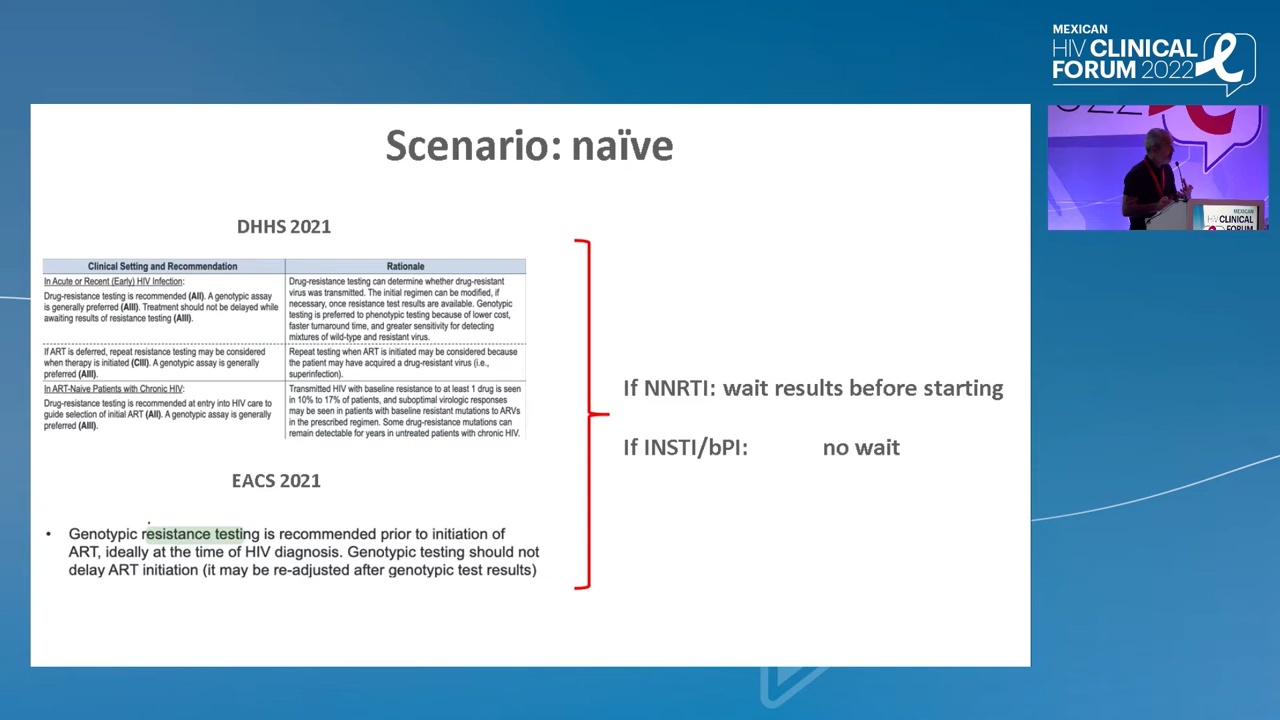 MEXICAN
HIV CLINICAL
FORUM 2022
Scenario: naïve
DHHS 2021
Clinical Setting and Recommendation
Rationale
In Acute or Recent (Early) HIV Infection:
Drug-resistance testing is recommended (AII). A genotypic assay
is generally preferred (AIII). Treatment should not be delayed while
awaiting results of resistance testing (AIII).
Drug-resistance testing can determine whether drug-resistant
virus was transmitted. The initial regimen can be modified, if
necessary, once resistance test results are available. Genotypic
testing is preferred to phenotypic testing because of lower cost,
faster turnaround time, and greater sensitivity for detecting
mixtures of wild-type and resistant virus.
If ART is deferred, repeat resistance testing may be considered
when therapy is initiated (CIII). A genotypic assay is generally
preferred (AIII).
Repeat testing when ART is initiated may be considered because
the patient may have acquired a drug-resistant virus (i.e.,
superinfection).
In ART-Naive Patients with Chronic HIV:
Drug-resistance testing is recommended at entry into HIV care to
guide selection of initial ART (AII). A genotypic assay is generally
preferred (AIII).
Transmitted HIV with baseline resistance to at least 1 drug is seen
in 10% to 17% of patients, and suboptimal virologic responses
may be seen in patients with baseline resistant mutations to ARVs
in the prescribed regimen. Some drug-resistance mutations can
remain detectable for years in untreated patients with chronic HIV.
EACS 2021
• Genotypic resistance testing is recommended prior to initiation of
ART, ideally at the time of HIV diagnosis. Genotypic testing should not
delay ART initiation (it may be re-adjusted after genotypic test results)
If NNRTI: wait results before starting
If INSTI/bPI: no wait
2022
MEXICAN
HIV CLINICAL
FORUM